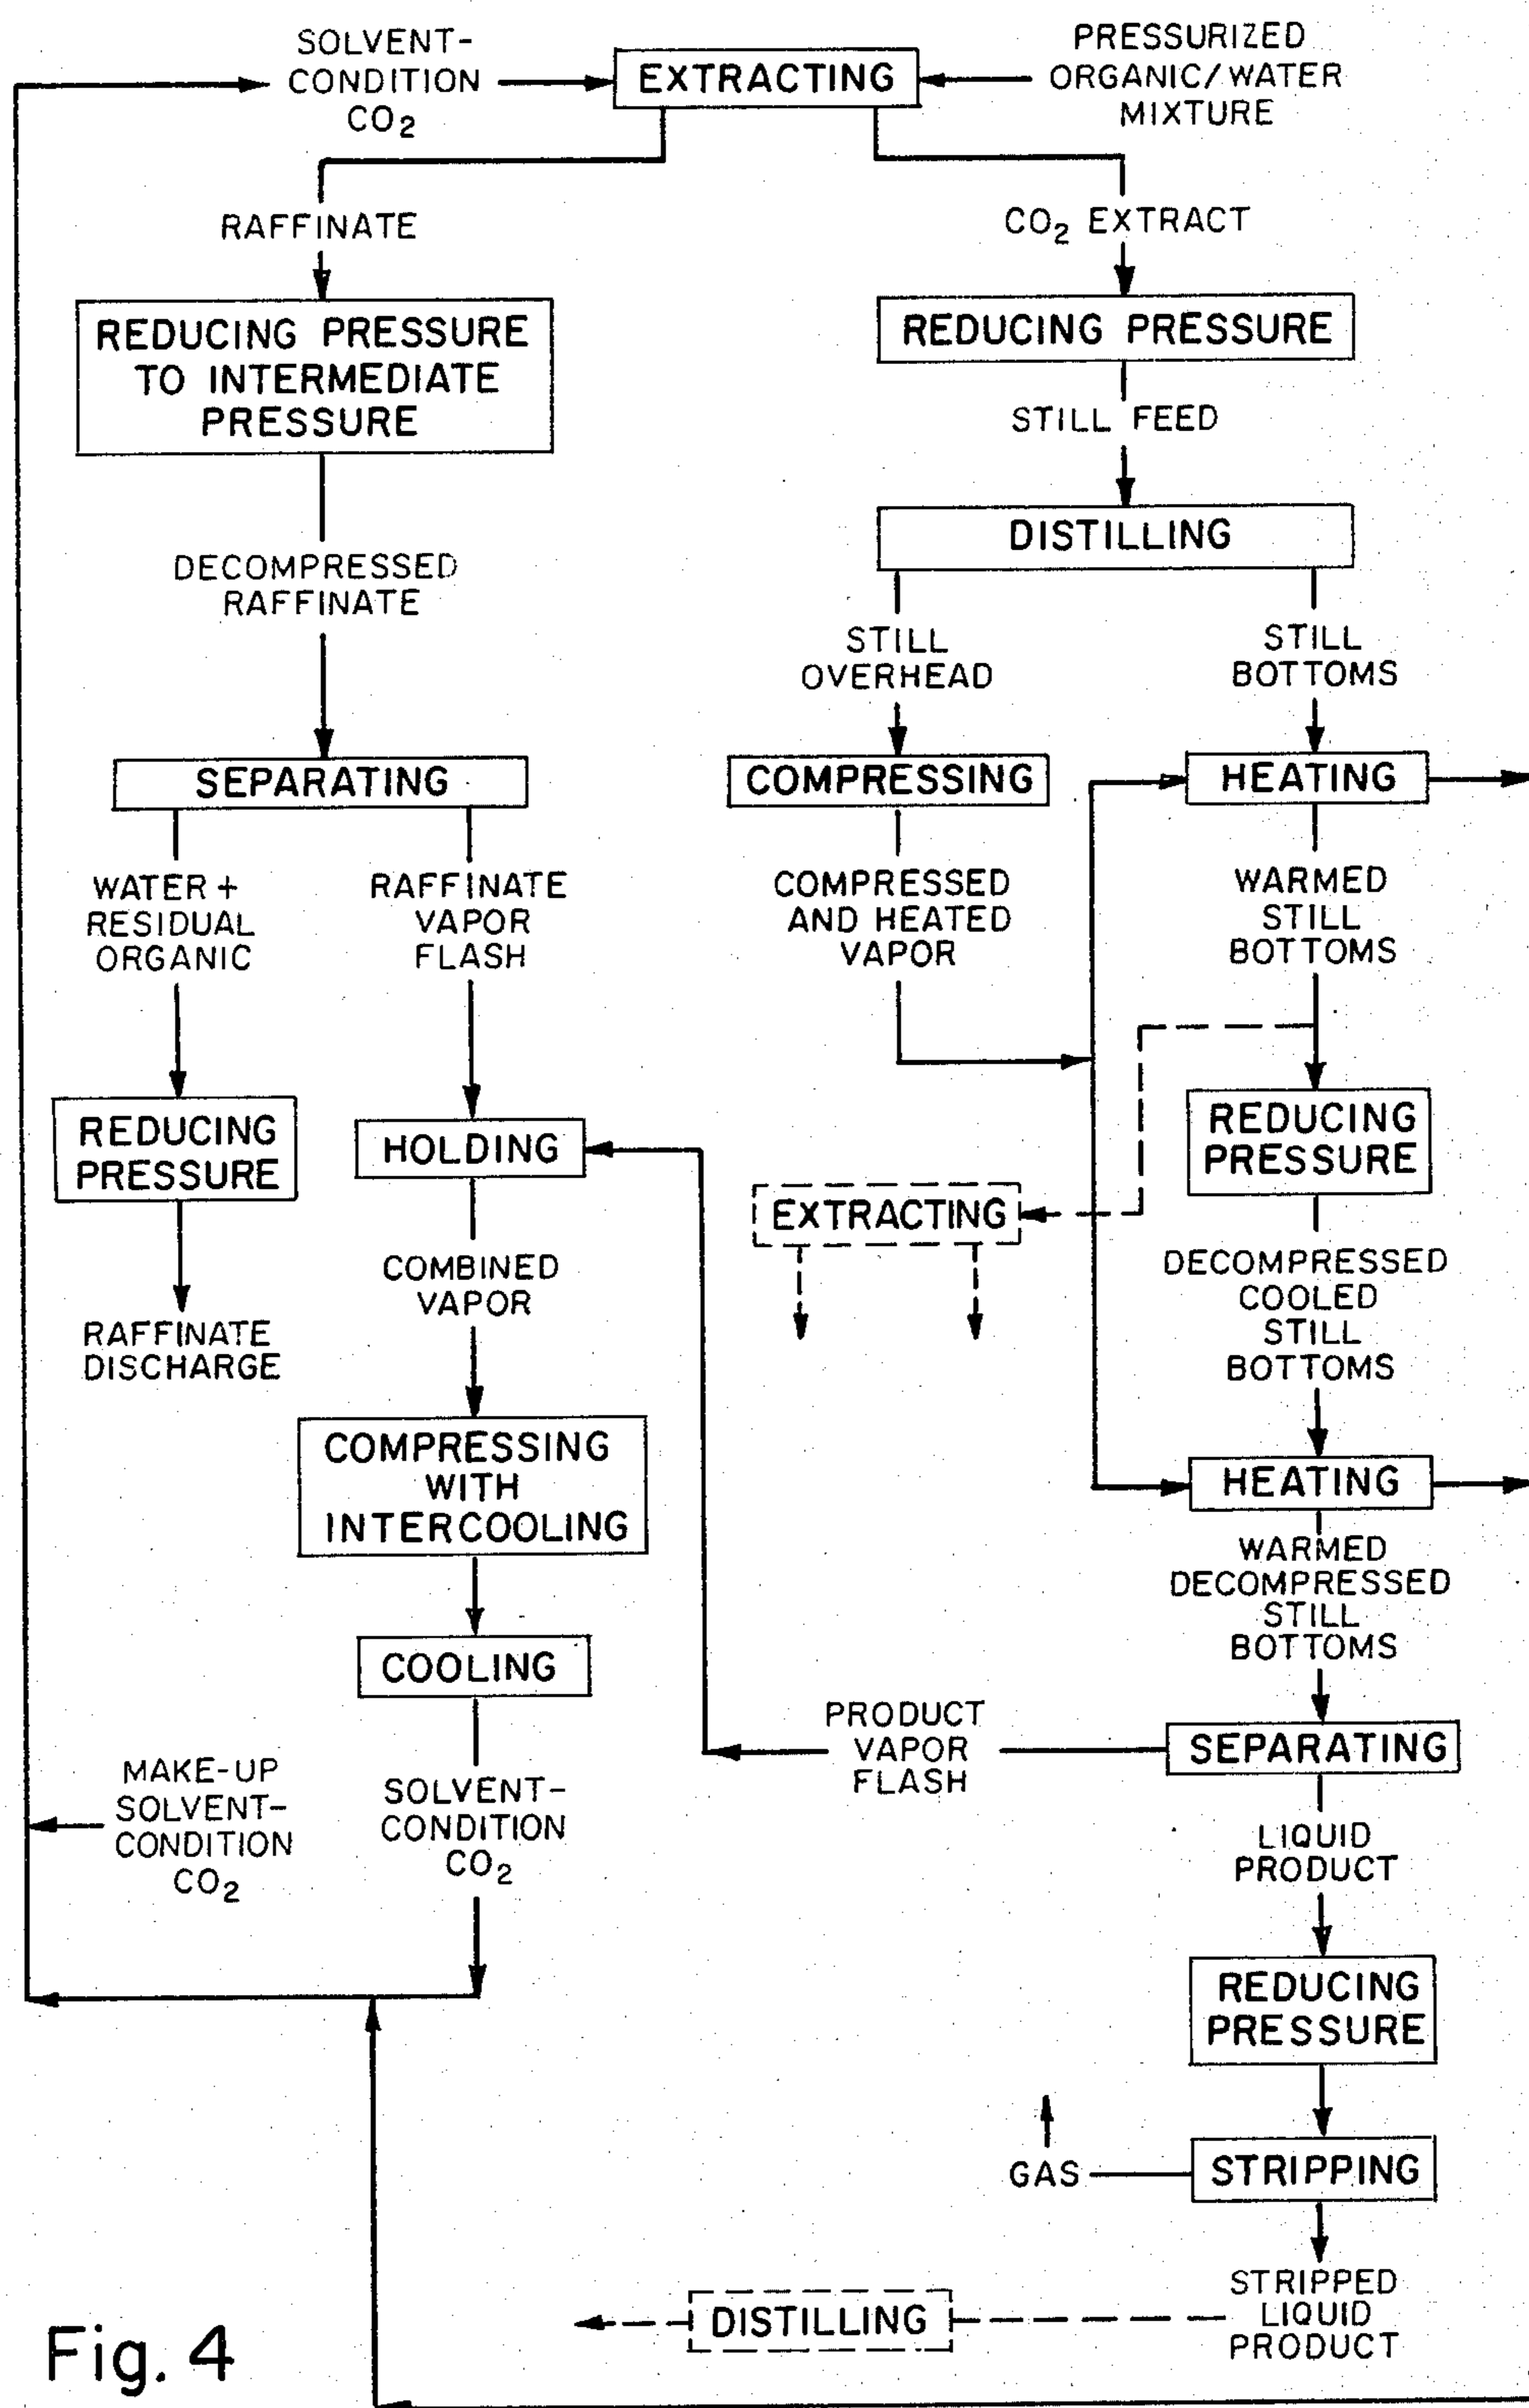 SOLVENT-
CONDITION
CO2
EXTRACTING
PRESSURIZED
ORGANIC/WATER
MIXTURE
RAFFINATE
CO2 EXTRACT
REDUCING PRESSURE
TO INTERMEDIATE
PRESSURE
REDUCING PRESSURE
STILL FEED
DISTILLING
DECOMPRESSED
RAFFINATE
STILL
OVERHEAD
STILL
BOTTOMS
SEPARATING
COMPRESSING
HEATING
WATER +
RESIDUAL
ORGANIC
RAFFINATE
VAPOR
FLASH
COMPRESSED
AND HEATED
VAPOR
WARMED
STILL
BOTTOMS
REDUCING
PRESSURE
HOLDING
EXTRACTING
REDUCING
PRESSURE
RAFFINATE
DISCHARGE
COMBINED
VAPOR
DECOMPRESSED
COOLED
STILL
BOTTOMS
COMPRESSING
WITH
INTERCOOLING
HEATING
WARMED
DECOMPRESSED
STILL
BOTTOMS
COOLING
PRODUCT
VAPOR
FLASH
SEPARATING
MAKE-UP
SOLVENT-
CONDITION
CO2
SOLVENT-
CONDITION
CO2
LIQUID
PRODUCT
REDUCING
PRESSURE
GAS
STRIPPING
DISTILLING
STRIPPED
LIQUID
PRODUCT
Fig. 4